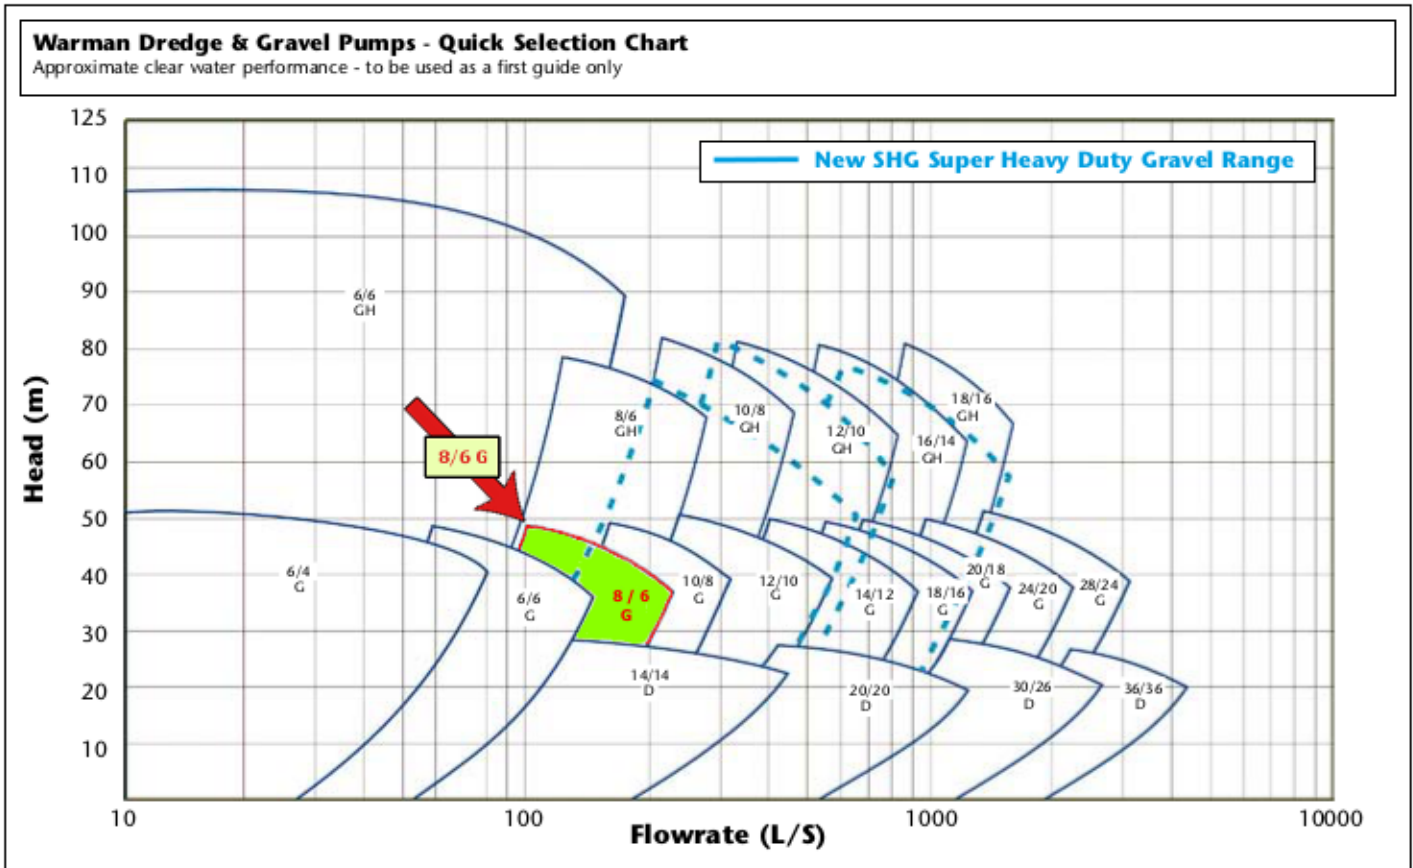 Warman Dredge & Gravel Pumps - Quick Selection Chart
Approximate clear water performance - to be used as a first guide only
125
110
100
90
80
70
60
50
40
30
20
10
Head (m)
New SHG Super Heavy Duty Gravel Range
6/6
GH
8/6 G
8/6
GH
10/8
GH
12/10
GH
16/14
GH
18/16
GH
6/4
G
6/6
G
8 / 6
G
10/8
G
12/10
G
14/12
G
18/16
G
20/18
G
24/20
G
28/24
G
14/14
D
20/20
D
30/26
D
36/36
D
10
100
1000
10000
Flowrate (L/S)